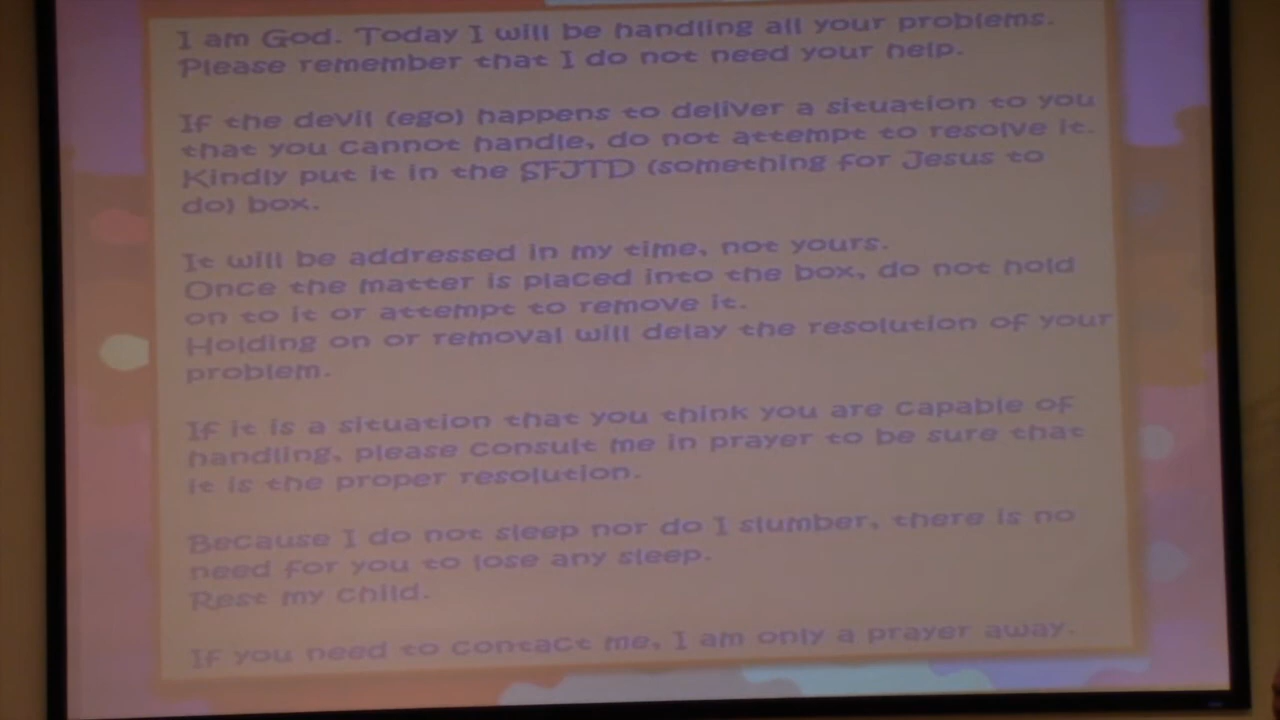 I am God. Today I will be handling all your problems.
Please remember that I do not need your help.
If the devil (ego) happens to deliver a situation to you
that you cannot handle, do not attempt to resolve it.
Kindly put it in the SFJTD (something for Jesus to
do) box.
It will be addressed in my time, not yours.
Once the matter is placed into the box, do not hold
on to it or attempt to remove it.
Holding on or removal will delay the resolution of your
problem.
If it is a situation that you think you are capable of
handling, please consult me in prayer to be sure that
it is the proper resolution.
Because I do not sleep nor do I slumber, there is no
need for you to lose any sleep.
Rest my child.
If you need to contact me, I am only a prayer away.